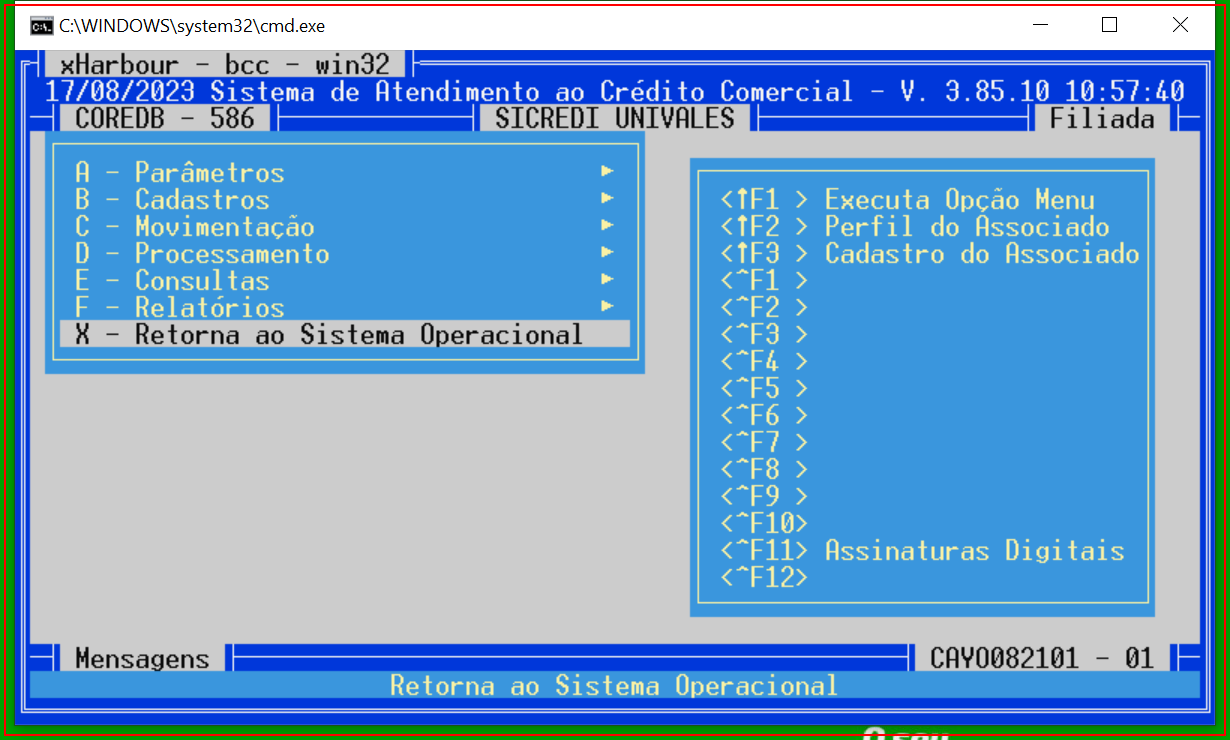 C:\WINDOWS\system32\cmd.exe
xHarbour - bcc - win32
17/08/2023 Sistema de Atendimento ao Crédito Comercial - V. 3.85.10 10:57:40
COREDB - 586 SICREDI UNIVALES Filiada
A - Parâmetros ►
B - Cadastros ►
C - Movimentação ►
D - Processamento ►
E - Consultas ►
F - Relatórios ►
X - Retorna ao Sistema Operacional
<↑F1 > Executa Opção Menu
<↑F2 > Perfil do Associado
<↑F3 > Cadastro do Associado
<^F1 >
<^F2 >
<^F3 >
<^F4 >
<^F5 >
<^F6 >
<^F7 >
<^F8 >
<^F9 >
<^F10>
<^F11> Assinaturas Digitais
<^F12>
Mensagens CAYO082101 - 01
Retorna ao Sistema Operacional